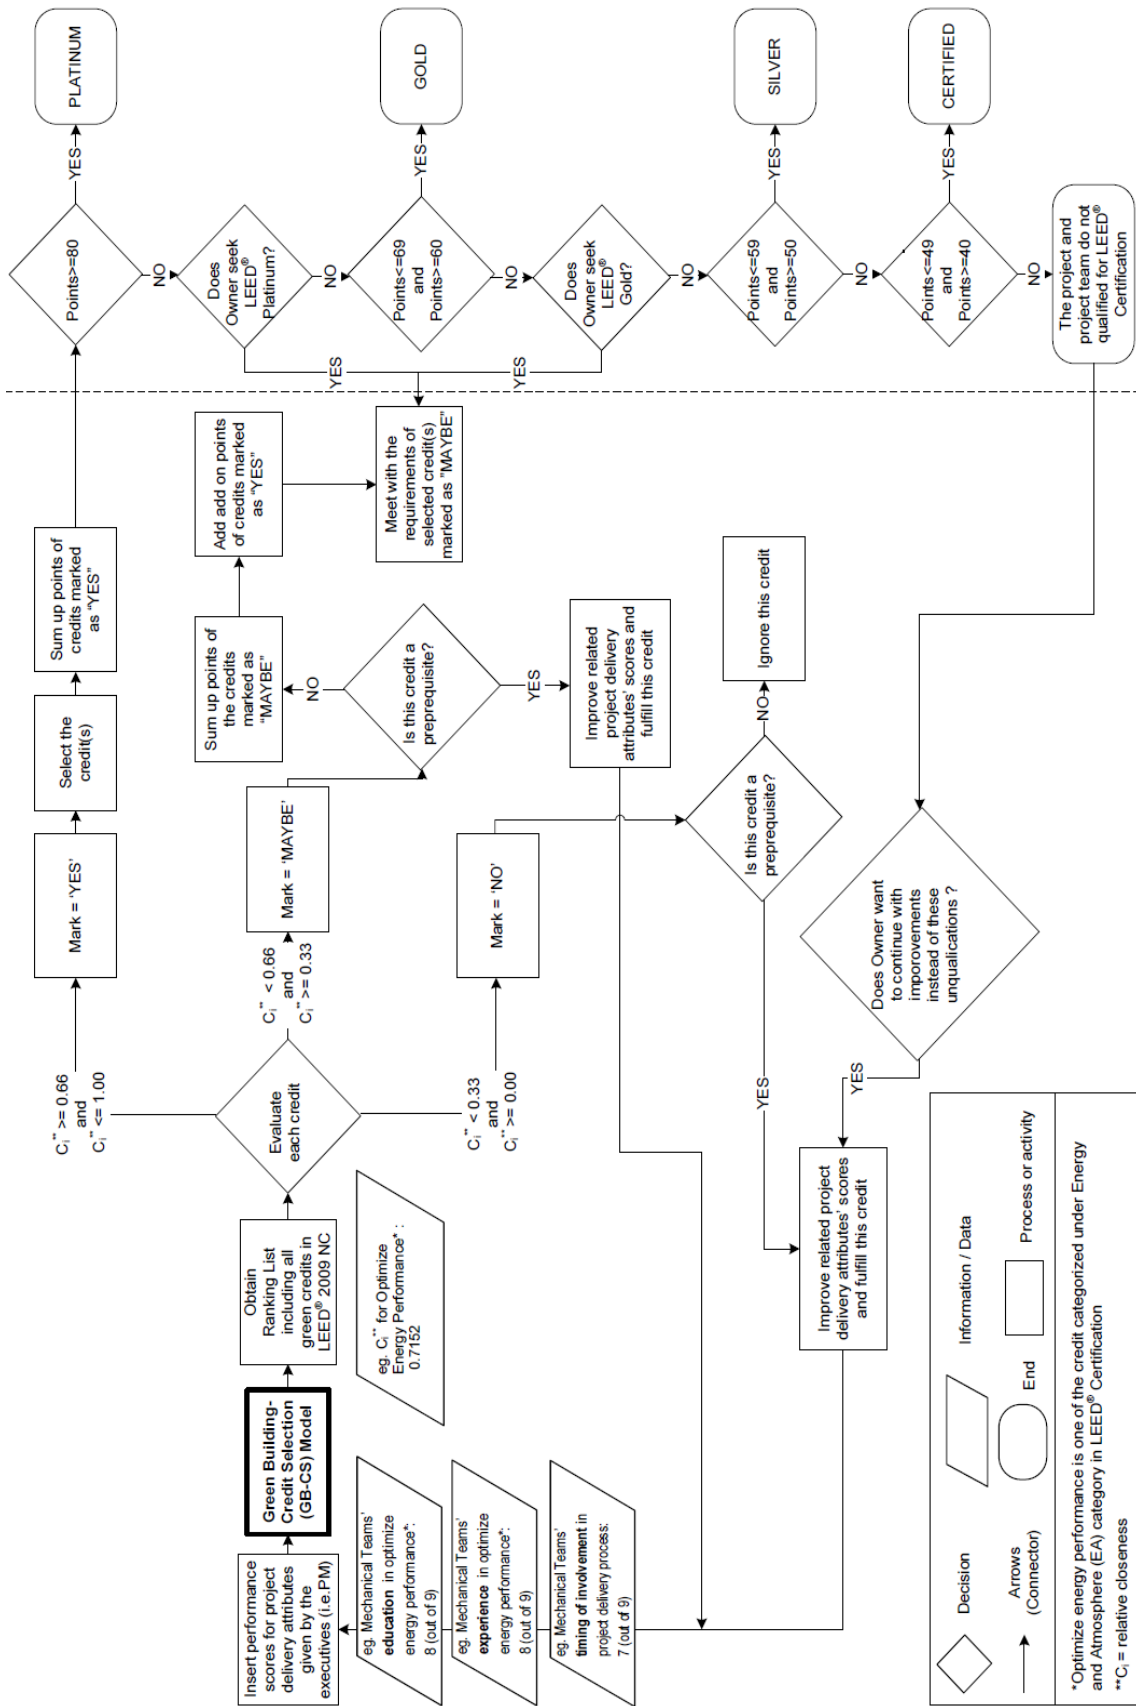 Insert performance
scores for project
delivery attributes
given by the
executives (i.e.PM)
Green Building-
Credit Selection
(GB-CS) Model
Obtain
Ranking List
including all
green credits in
LEED® 2009 NC
Evaluate
each credit
eg. Mechanical Teams'
education in optimize
energy performance*:
8 (out of 9)
eg. Mechanical Teams'
experience in optimize
energy performance*:
8 (out of 9)
eg. Mechanical Teams'
timing of involvement in
project delivery process:
7 (out of 9)
eg. Ci** for Optimize
Energy Performance* :
0.7152
Ci** >= 0.66
and
Ci** <= 1.00
Mark = 'YES'
Select the
credit(s)
Sum up points of
credits marked
as "YES"
Ci** < 0.66
and
Ci** >= 0.33
Mark = 'MAYBE'
Is this credit a
preprequisite?
NO
Sum up points of
the credits
marked as
"MAYBE"
Add add on points
of credits marked
as "YES"
Meet with the
requirements of
selected credit(s)
marked as "MAYBE"
YES
Improve related
project delivery
attributes' scores and
fulfill this credit
Ci** < 0.33
and
Ci** >= 0.00
Mark = 'NO'
Is this credit a
preprequisite?
NO
Ignore this credit
YES
Improve related project
delivery attributes' scores
and fulfill this credit
YES
Does Owner want
to continue with
imporovements
instead of these
unqualications ?
Points>=80
YES
PLATINUM
NO
Does
Owner seek
LEED®
Platinum?
YES
NO
Points<=69
and
Points>=60
YES
GOLD
NO
Does
Owner seek
LEED®
Gold?
YES
NO
Points<=59
and
Points>=50
YES
SILVER
NO
Points<=49
and
Points>=40
YES
CERTIFIED
NO
The project and
project team do not
qualified for LEED®
Certification
Decision
Information / Data
Arrows
(Connector)
End
Process or activity
*Optimize energy performance is one of the credit categorized under Energy
and Atmosphere (EA) category in LEED® Certification
**Ci = relative closeness